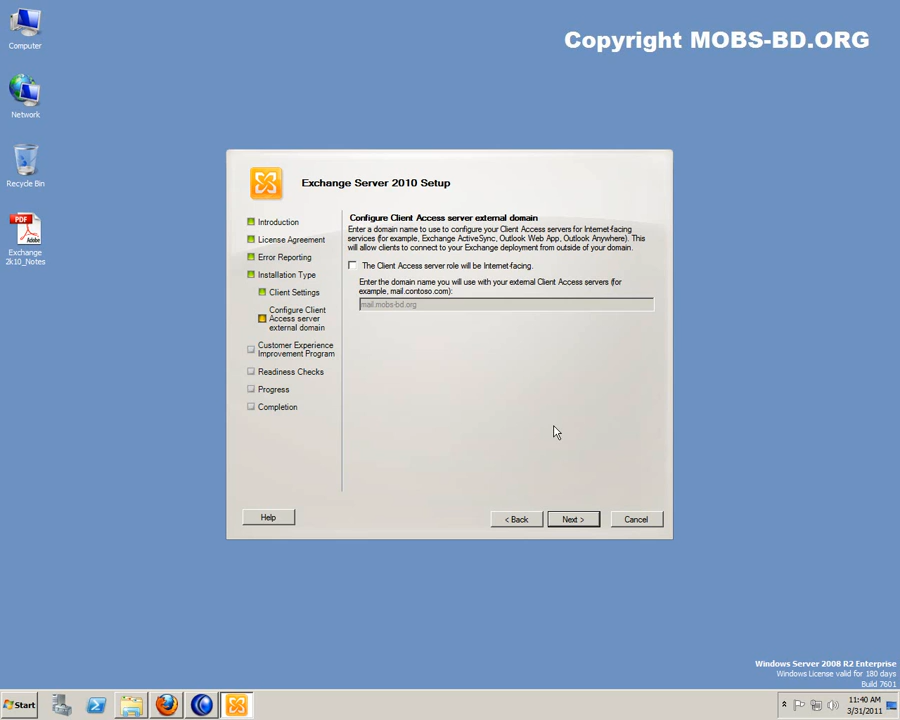 Copyright MOBS-BD.ORG
Computer
Network
Recycle Bin
PDF
Adobe
Exchange
2k10_Notes
Exchange Server 2010 Setup
Introduction
License Agreement
Error Reporting
Installation Type
Client Settings
Configure Client
Access server
external domain
Customer Experience
Improvement Program
Readiness Checks
Progress
Completion
Configure Client Access server external domain
Enter a domain name to use to configure your Client Access servers for Internet-facing
services (for example, Exchange ActiveSync, Outlook Web App, Outlook Anywhere). This
will allow clients to connect to your Exchange deployment from outside of your domain.
The Client Access server role will be Internet-facing.
Enter the domain name you will use with your external Client Access servers (for
example, mail.contoso.com):
mail.mobs-bd.org
Help
< Back
Next >
Cancel
Windows Server 2008 R2 Enterprise
Windows License valid for 180 days
Build 7601
Start
11:40 AM
3/31/2011